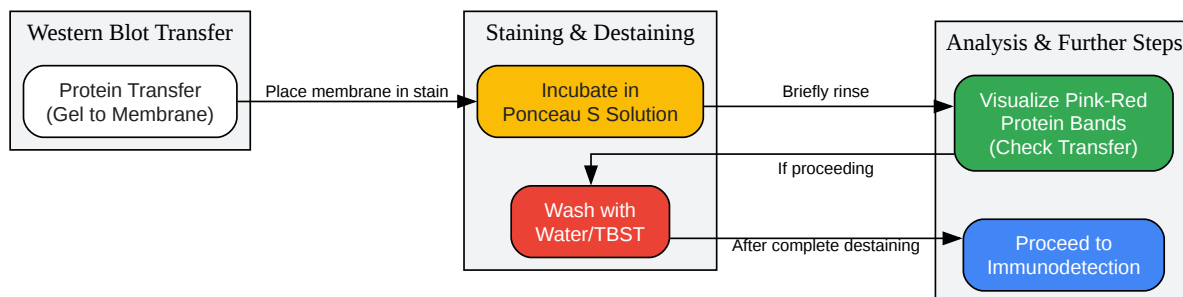 Western Blot Transfer
Protein Transfer
(Gel to Membrane)
Place membrane in stain
Staining & Destaining
Incubate in
Ponceau S Solution
Briefly rinse
Analysis & Further Steps
Visualize Pink-Red
Protein Bands
(Check Transfer)
If proceeding
Wash with
Water/TBST
After complete destaining
Proceed to
Immunodetection